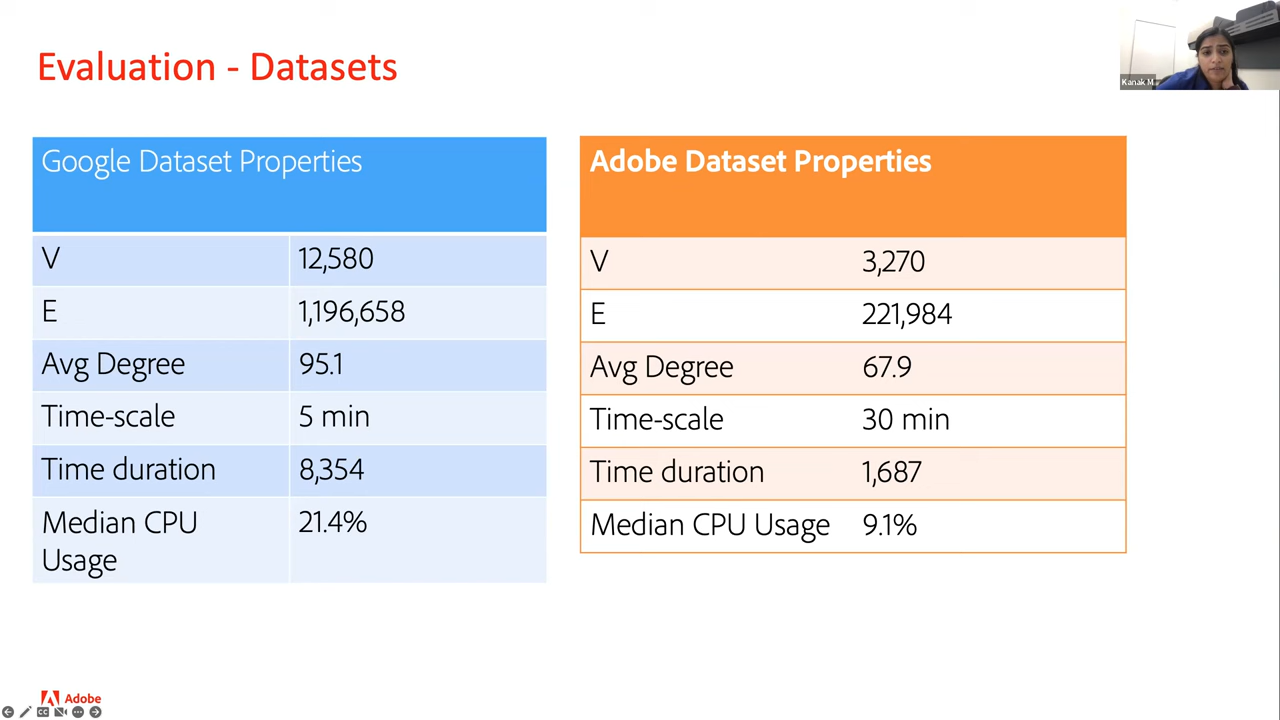 Evaluation - Datasets
Kanak M
Google Dataset Properties
V 12,580
E 1,196,658
Avg Degree 95.1
Time-scale 5 min
Time duration 8,354
Median CPU 21.4%
Usage
Adobe Dataset Properties
V 3,270
E 221,984
Avg Degree 67.9
Time-scale 30 min
Time duration 1,687
Median CPU Usage 9.1%
Adobe
CC